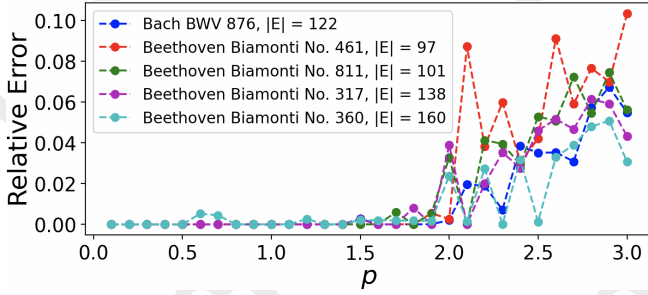 Bach BWV 876, |E| = 122
Beethoven Biamonti No. 461, |E| = 97
Beethoven Biamonti No. 811, |E| = 101
Beethoven Biamonti No. 317, |E| = 138
Beethoven Biamonti No. 360, |E| = 160
Relative Error
0.10
0.08
0.06
0.04
0.02
0.00
0.0 0.5 1.0 1.5 2.0 2.5 3.0
p